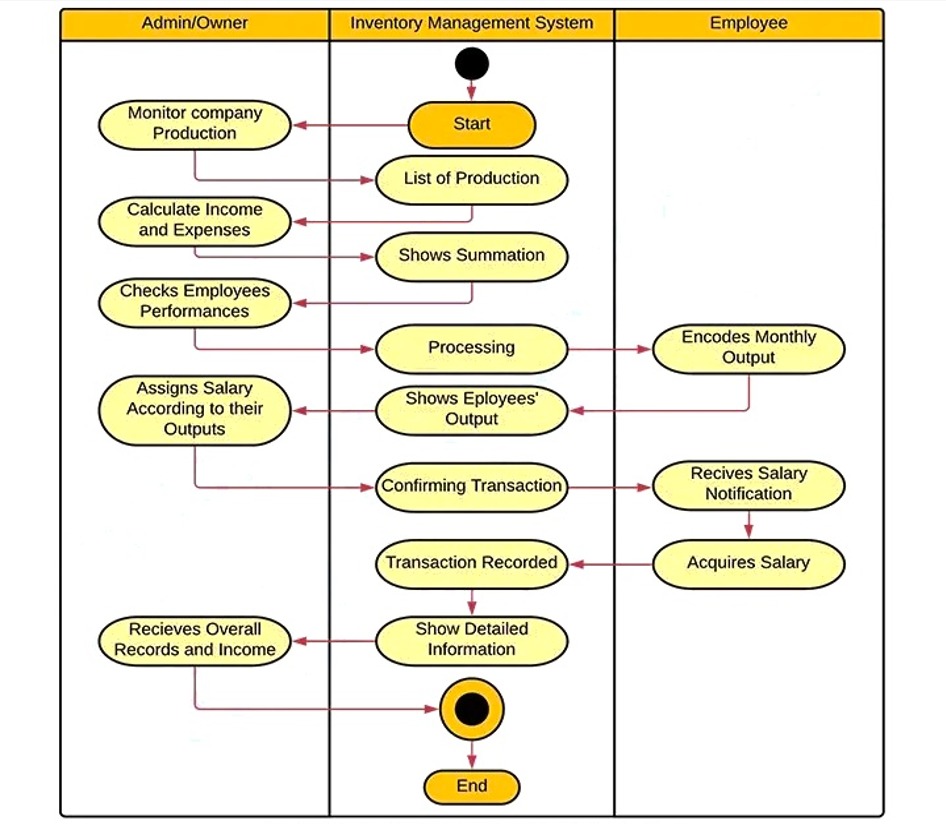 Admin/Owner
Inventory Management System
Employee
Start
Monitor company
Production
List of Production
Calculate Income
and Expenses
Shows Summation
Checks Employees
Performances
Processing
Encodes Monthly
Output
Shows Eployees'
Output
Assigns Salary
According to their
Outputs
Confirming Transaction
Recives Salary
Notification
Acquires Salary
Transaction Recorded
Show Detailed
Information
Recieves Overall
Records and Income
End